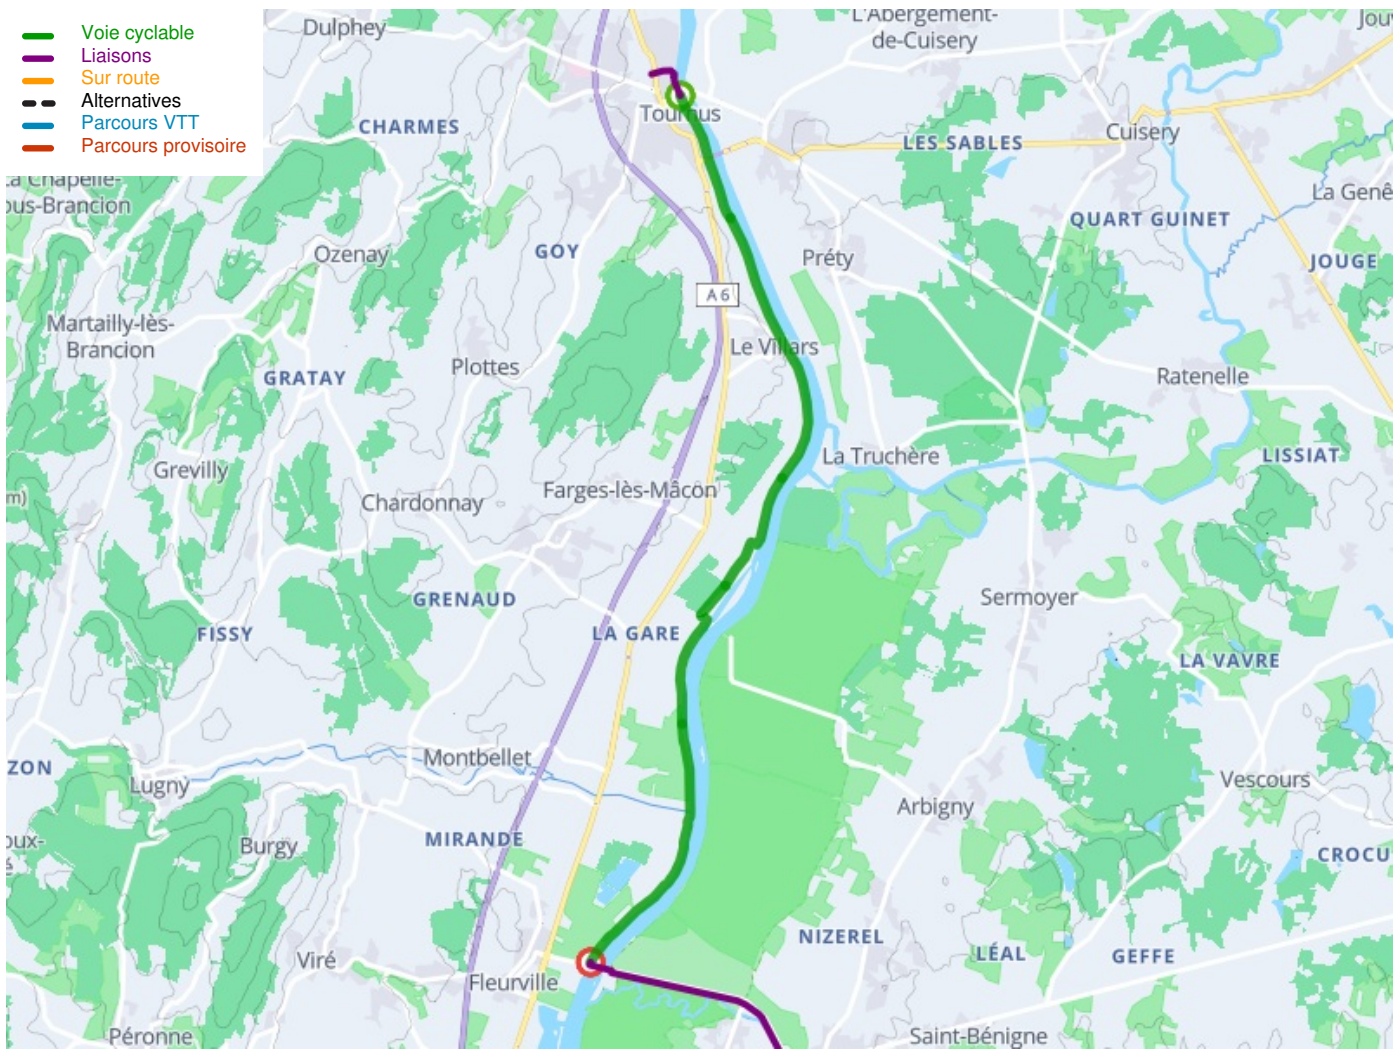 Voie cyclable
Liaisons
Sur route
Alternatives
Parcours VTT
Parcours provisoire
Dulphey
L'Abergement-
de-Cuisery
Jou
Tournus
CHARMES
LES SABLES
Cuisery
La Chapelle-
ous-Brancion
La Genê
QUART GUINET
Ozenay
GOY
Préty
JOUGE
A 6
Martailly-lès-
Brancion
Le Villars
Plottes
GRATAY
Ratenelle
La Truchère
LISSIAT
Grevilly
m)
Chardonnay
Farges-lès-Mâcon
GRENAUD
Sermoyer
FISSY
LA GARE
LA VAVRE
ZON
Montbellet
Lugny
Vescours
Arbigny
oux-
é
Burgy
MIRANDE
CROCU
NIZEREL
LÉAL
GEFFE
Viré
Fleurville
Péronne
Saint-Bénigne